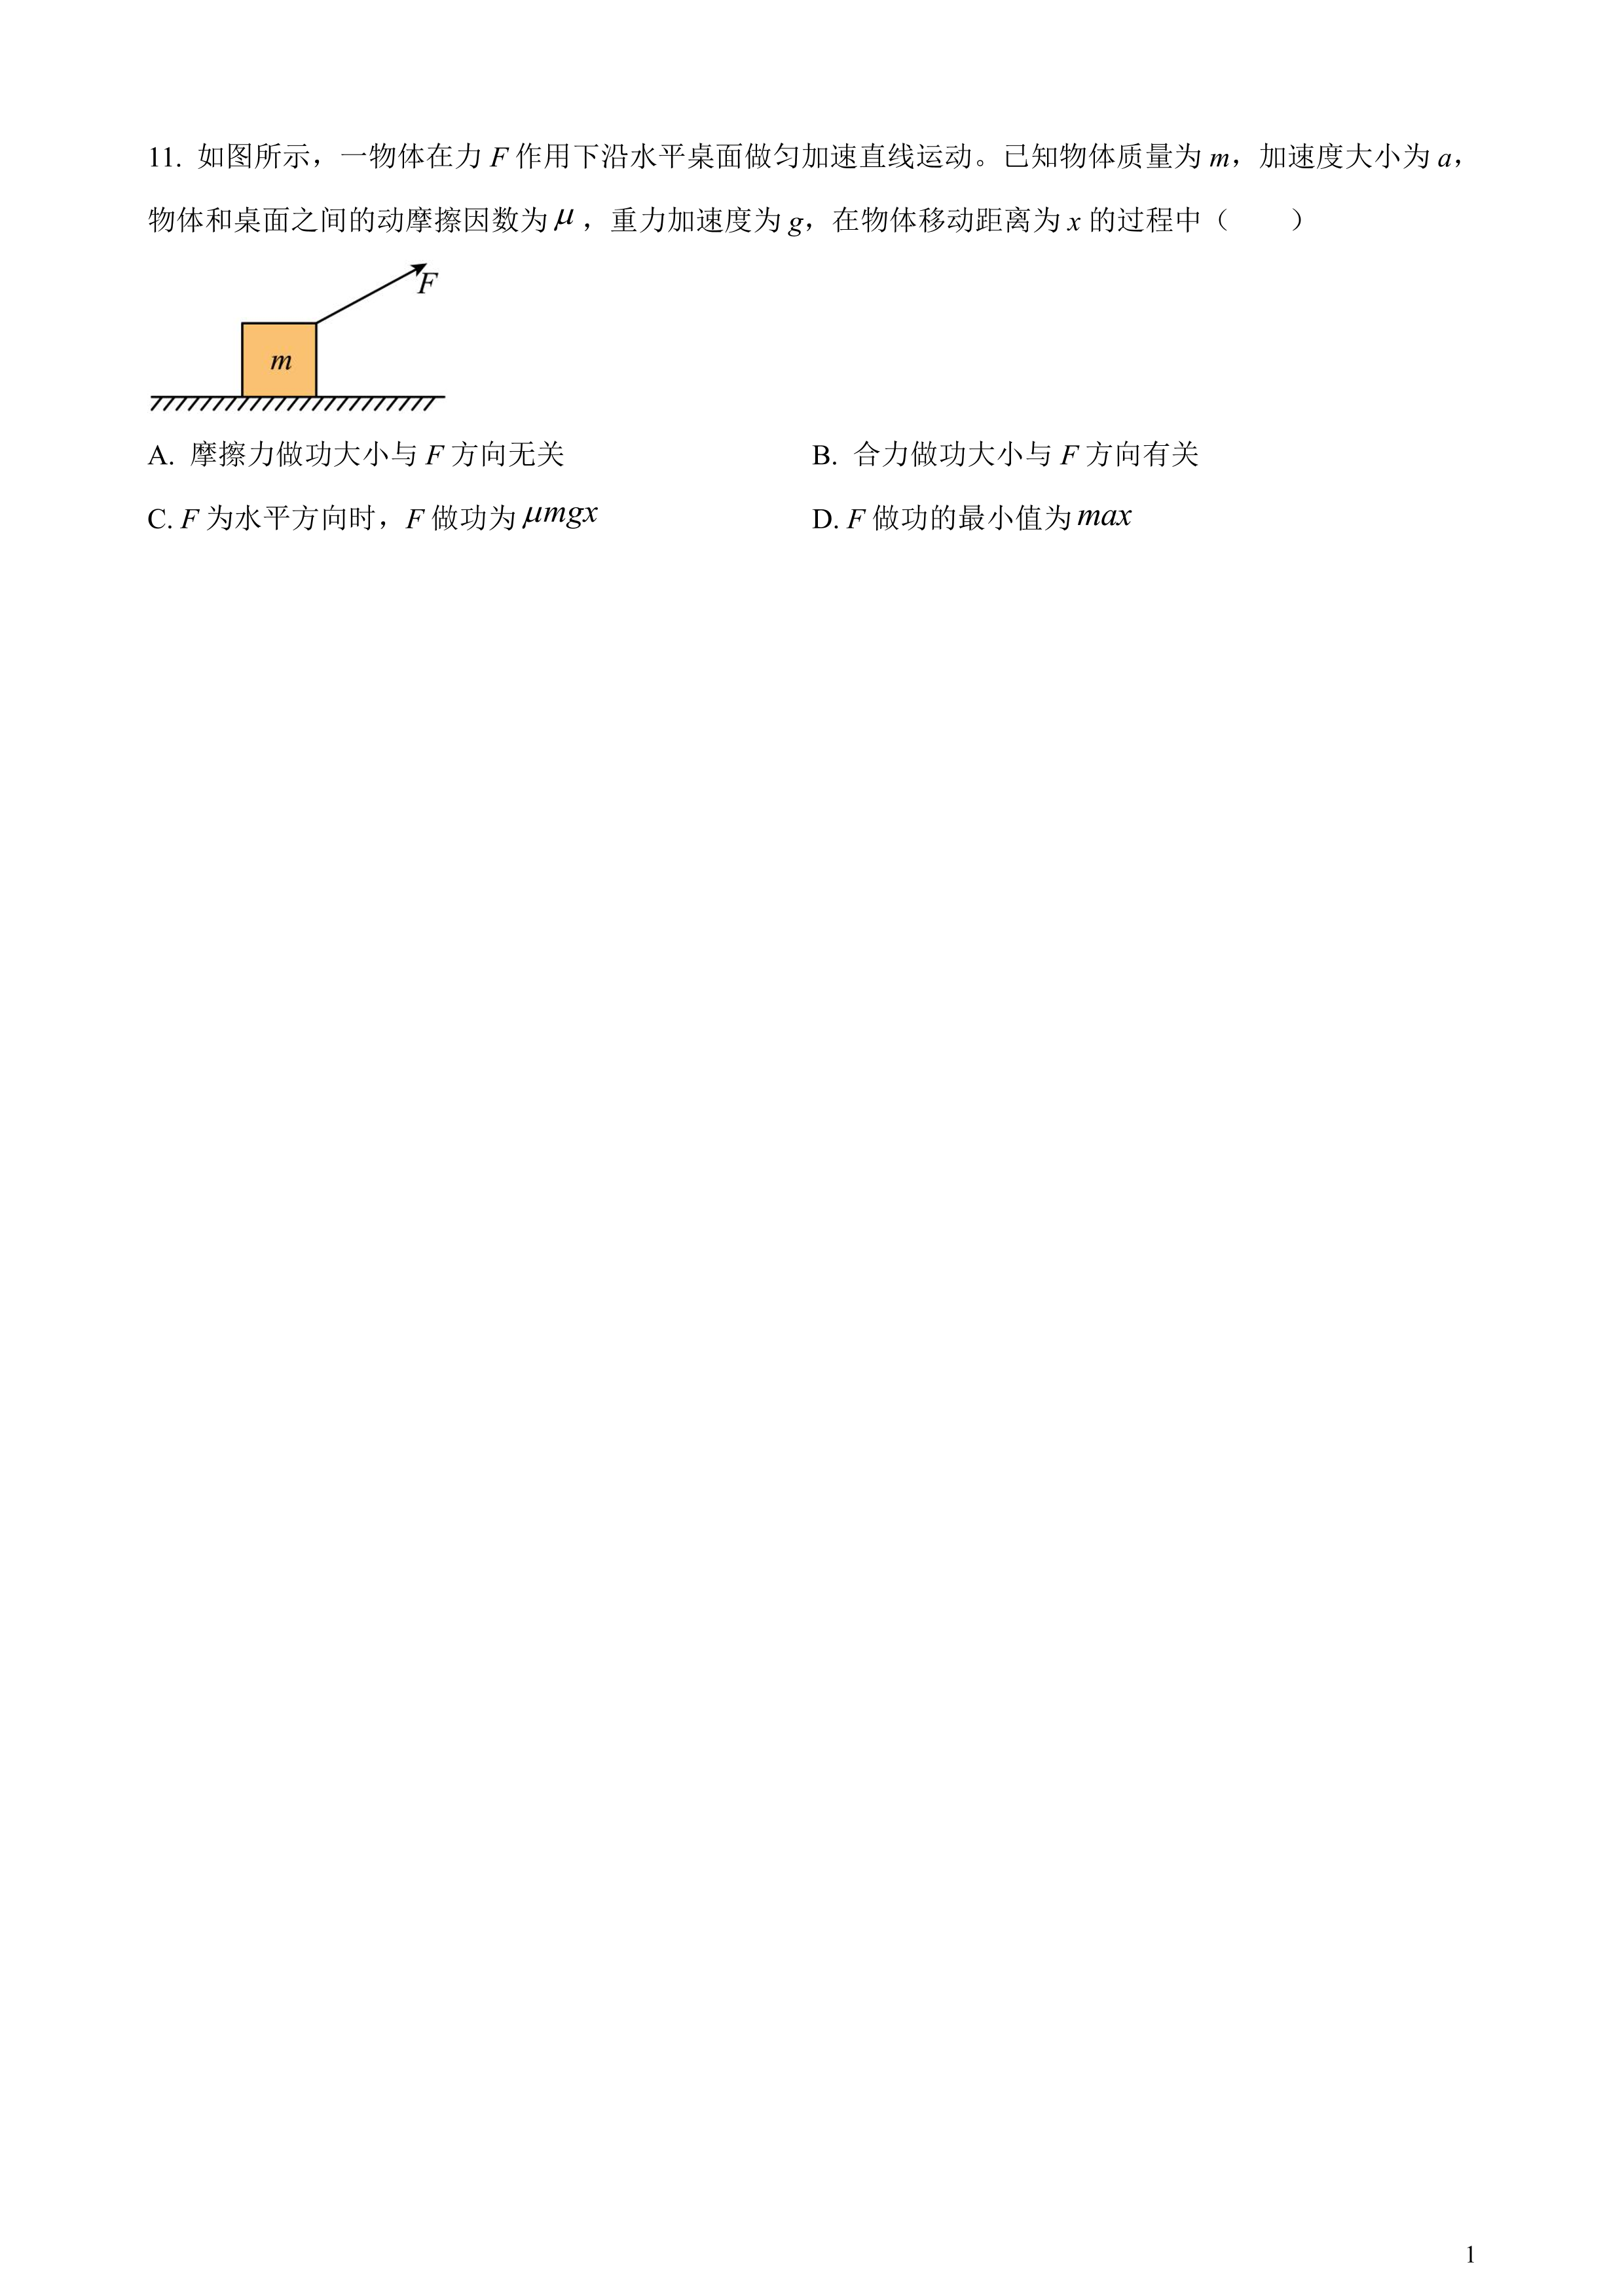 11. 如图所示，一物体在力 F 作用下沿水平桌面做匀加速直线运动。已知物体质量为 m，加速度大小为 a，
物体和桌面之间的动摩擦因数为 μ，重力加速度为 g，在物体移动距离为 x 的过程中（　　）
F
m
A. 摩擦力做功大小与 F 方向无关
B. 合力做功大小与 F 方向有关
C. F 为水平方向时，F 做功为 μmgx
D. F 做功的最小值为 max
1